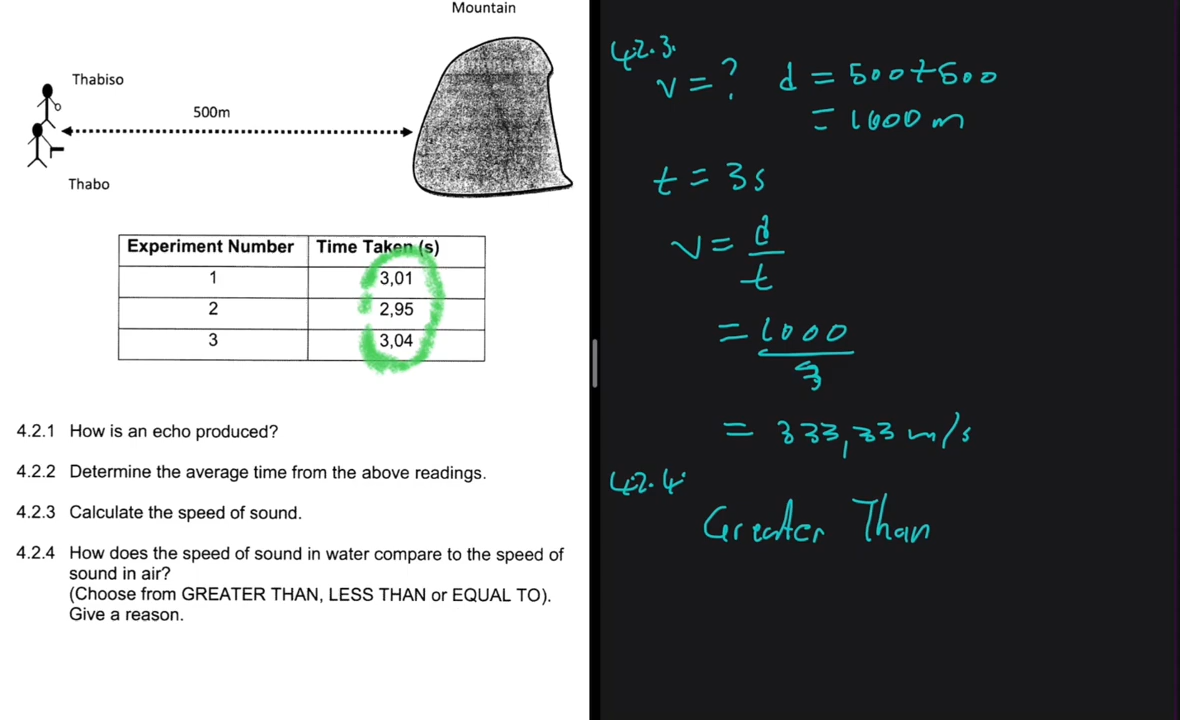 Mountain
Thabiso
500m
Thabo
Experiment Number Time Taken (s)
1 3,01
2 2,95
3 3,04
4.2.1 How is an echo produced?
4.2.2 Determine the average time from the above readings.
4.2.3 Calculate the speed of sound.
4.2.4 How does the speed of sound in water compare to the speed of
sound in air?
(Choose from GREATER THAN, LESS THAN or EQUAL TO).
Give a reason.
4.2.3.
v = ? d = 500+500
= 1000 m
t = 3s
v = d/t
= 1000/3
= 333,33 m/s
4.2.4.
Greater Than